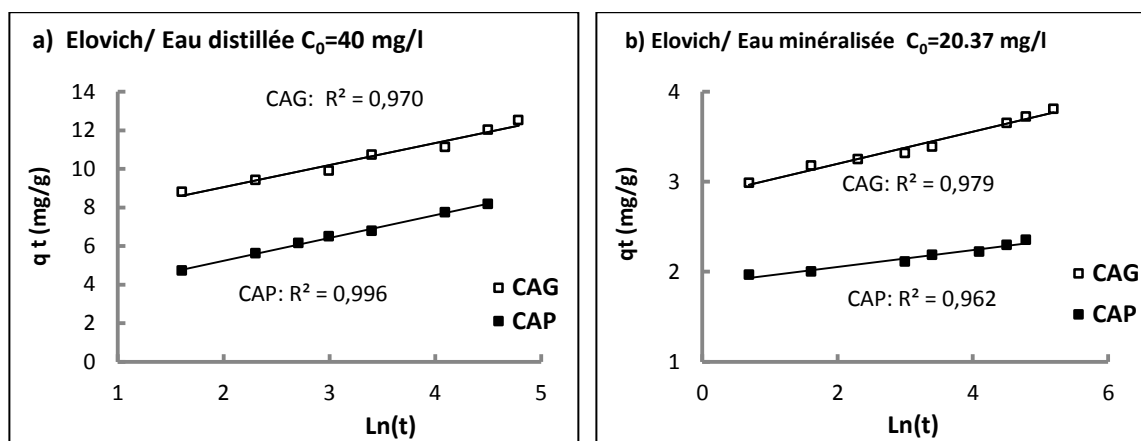 a) Elovich/ Eau distillée C₀=40 mg/l
14
12
10
8
6
4
2
0
q t (mg/g)
CAG: R² = 0,970
CAP: R² = 0,996
CAG
CAP
1 2 3 4 5
Ln(t)
b) Elovich/ Eau minéralisée C₀=20.37 mg/l
4
3
2
1
qt (mg/g)
CAG: R² = 0,979
CAP: R² = 0,962
CAG
CAP
0 2 4 6
Ln(t)